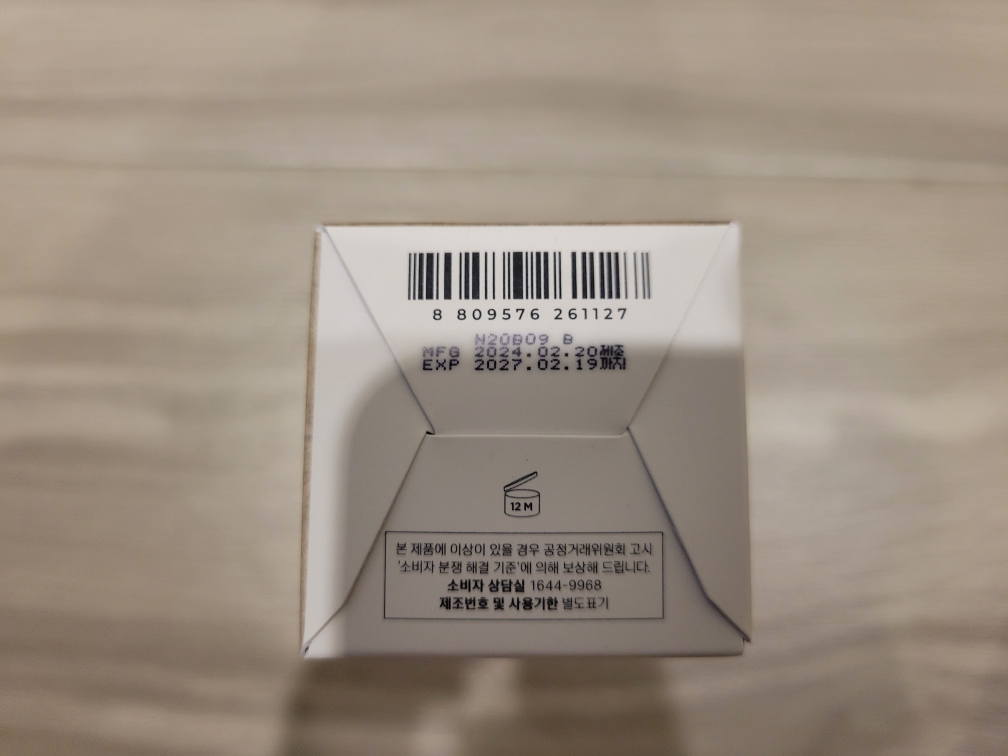 8 809576 261127
N20B09 B
MFG 2024.02.20제조
EXP 2027.02.19까지
12 M
본 제품에 이상이 있을 경우 공정거래위원회 고시
'소비자 분쟁 해결 기준'에 의해 보상해 드립니다.
소비자 상담실 1644-9968
제조번호 및 사용기한 별도표기